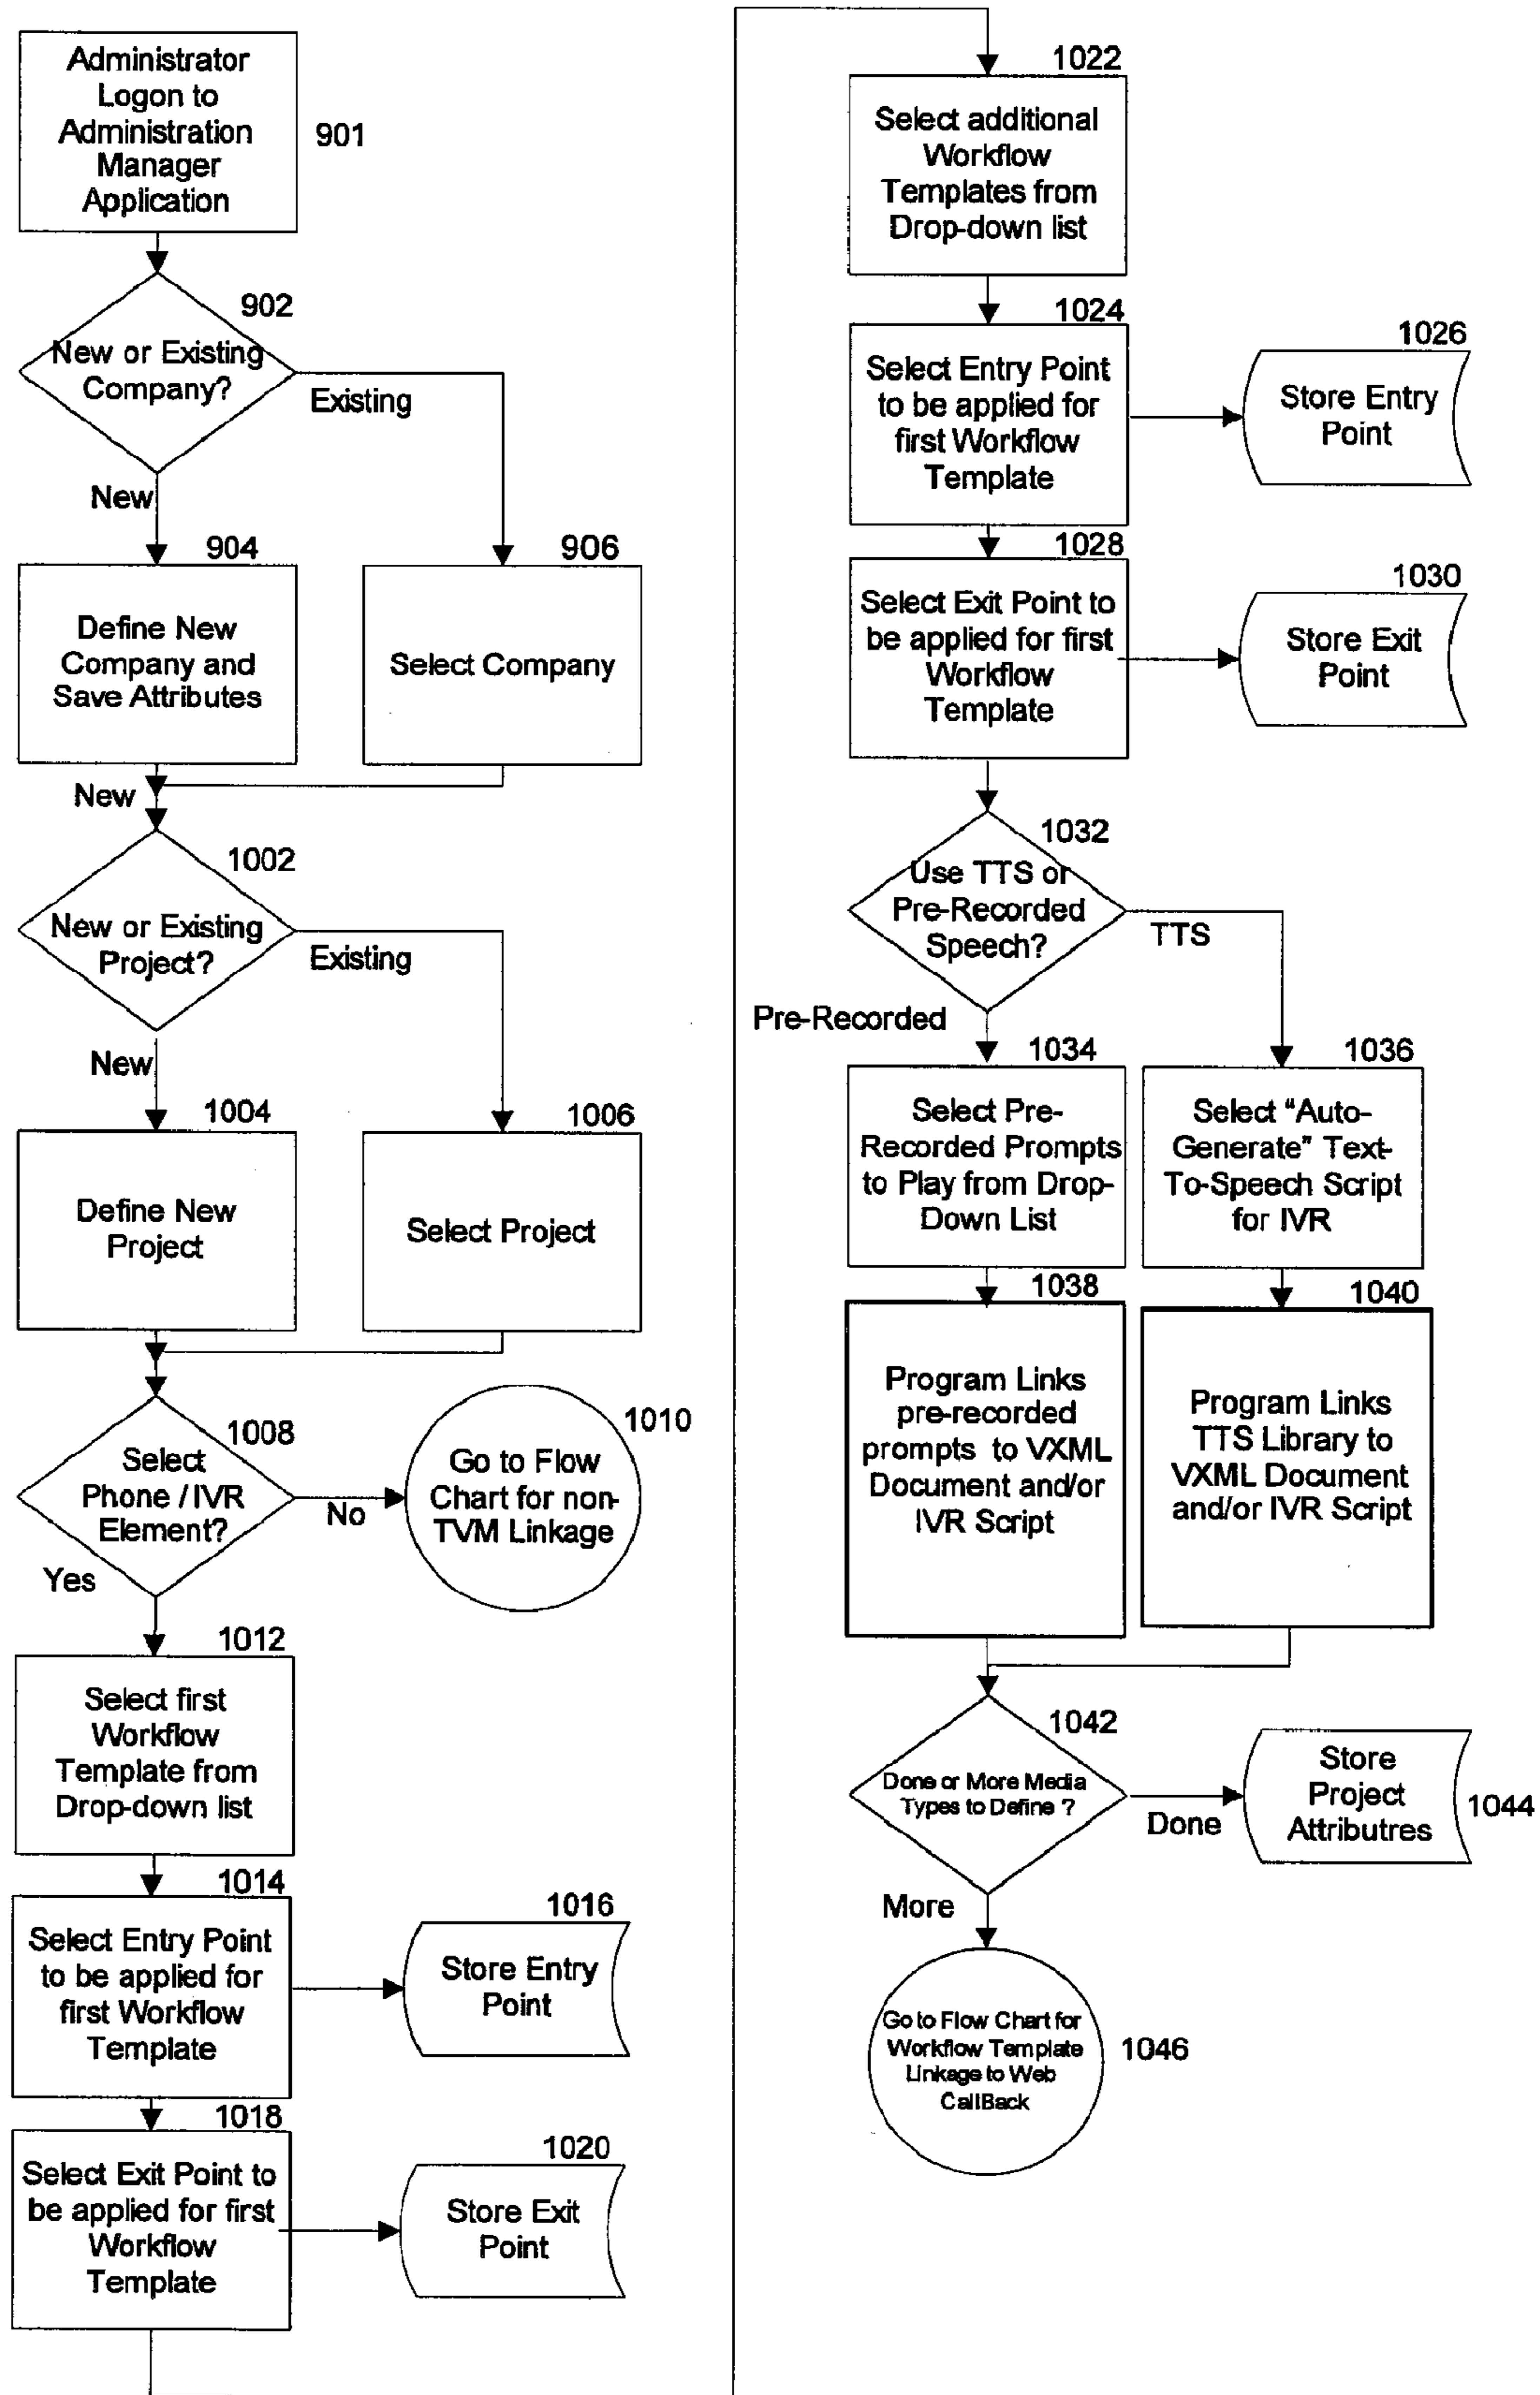 Administrator
Logon to
Administration
Manager
Application
901
902
New or Existing
Company?
Existing
New
904
Define New
Company and
Save Attributes
906
Select Company
New
1002
New or Existing
Project?
Existing
New
1004
Define New
Project
1006
Select Project
1008
Select
Phone / IVR
Element?
No
1010
Go to Flow
Chart for non-
TVM Linkage
Yes
1012
Select first
Workflow
Template from
Drop-down list
1014
Select Entry Point
to be applied for
first Workflow
Template
1016
Store Entry
Point
1018
Select Exit Point to
be applied for first
Workflow
Template
1020
Store Exit
Point
1022
Select additional
Workflow
Templates from
Drop-down list
1024
Select Entry Point
to be applied for
first Workflow
Template
1026
Store Entry
Point
1028
Select Exit Point to
be applied for first
Workflow
Template
1030
Store Exit
Point
1032
Use TTS or
Pre-Recorded
Speech?
TTS
Pre-Recorded
1034
Select Pre-
Recorded Prompts
to Play from Drop-
Down List
1036
Select "Auto-
Generate" Text-
To-Speech Script
for IVR
1038
Program Links
pre-recorded
prompts to VXML
Document and/or
IVR Script
1040
Program Links
TTS Library to
VXML Document
and/or IVR Script
1042
Done or More Media
Types to Define ?
Done
Store
Project
Attributres
1044
More
Go to Flow Chart for
Workflow Template
Linkage to Web
CallBack
1046